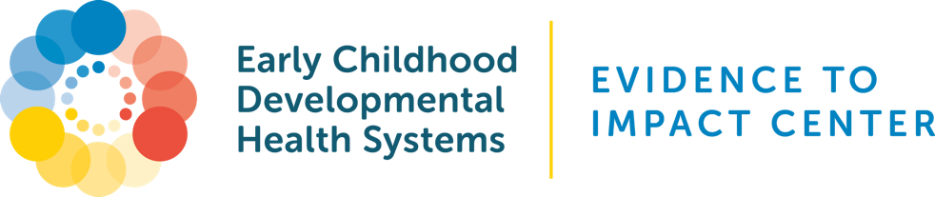 Early Childhood
Developmental
Health Systems
EVIDENCE TO
IMPACT CENTER